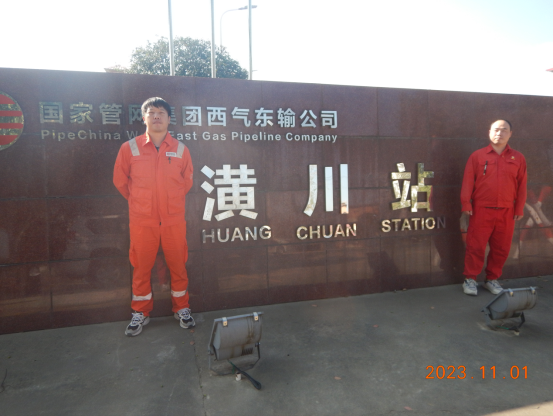 国家管网集团西气东输公司
PipeChina W East Gas Pipeline Company
潢川站
HUANG CHUAN STATION
2023. 11. 01